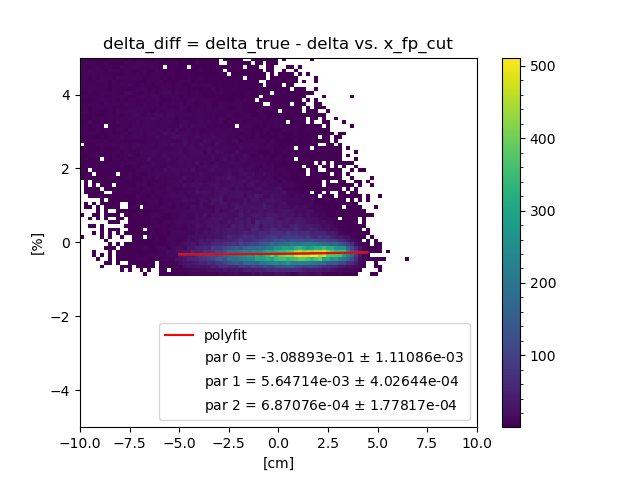 delta_diff = delta_true - delta vs. x_fp_cut
[%]
4
2
0
−2
−4
−10.0 −7.5 −5.0 −2.5 0.0 2.5 5.0 7.5 10.0
[cm]
polyfit
par 0 = -3.08893e-01 ± 1.11086e-03
par 1 = 5.64714e-03 ± 4.02644e-04
par 2 = 6.87076e-04 ± 1.77817e-04
500
400
300
200
100